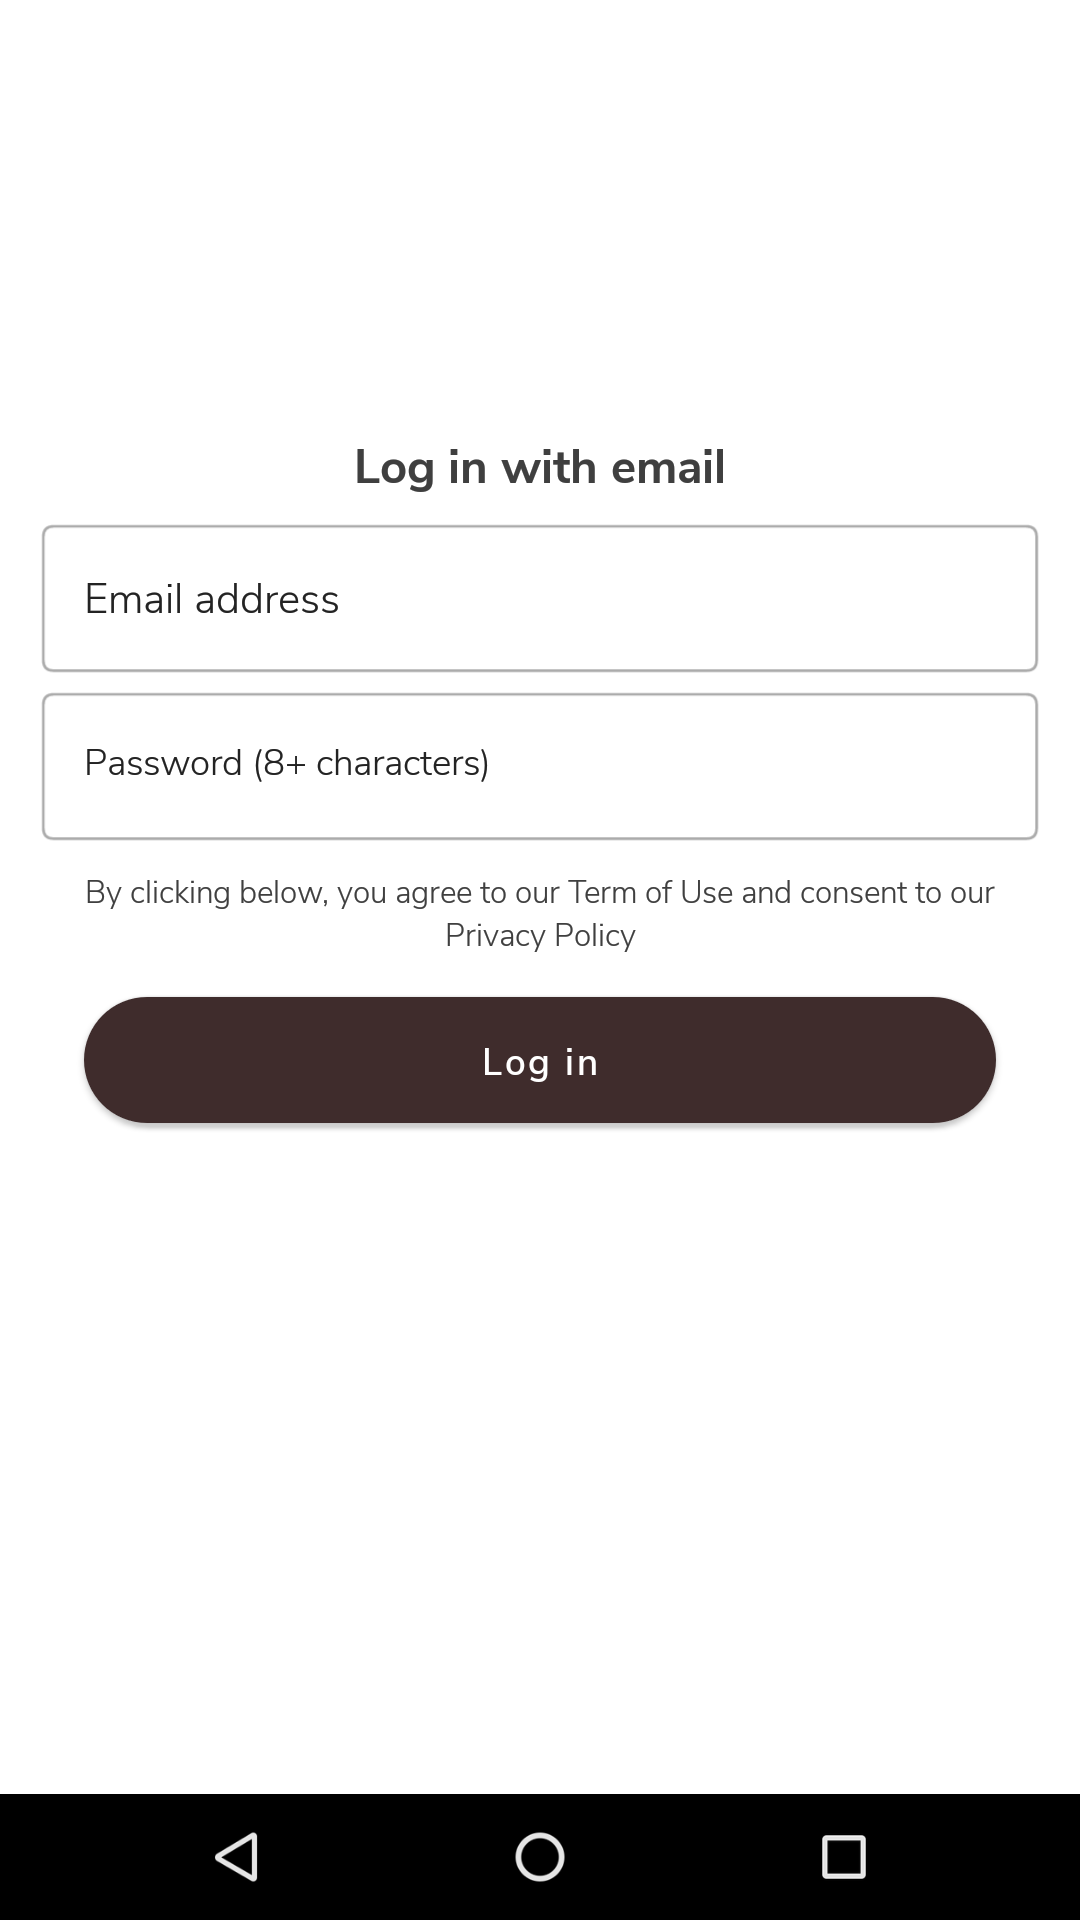 Log in with email
Email address
Password (8+ characters)
By clicking below, you agree to our Term of Use and consent to our
Privacy Policy
Log in